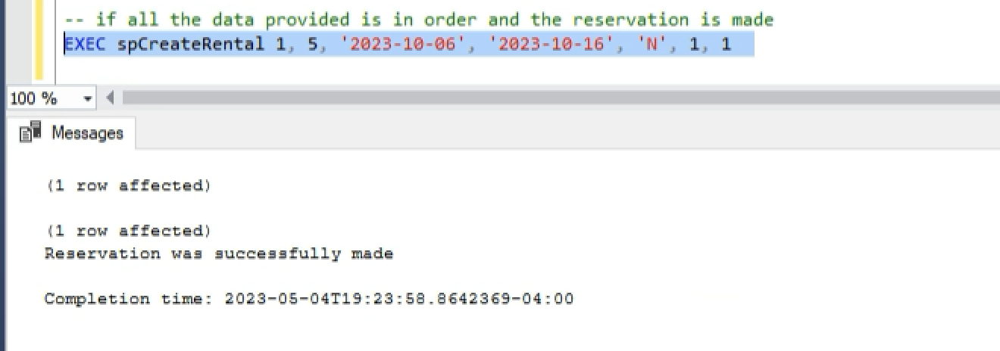 -- if all the data provided is in order and the reservation is made
EXEC spCreateRental 1, 5, '2023-10-06', '2023-10-16', 'N', 1, 1
100 %
Messages
(1 row affected)
(1 row affected)
Reservation was successfully made
Completion time: 2023-05-04T19:23:58.8642369-04:00